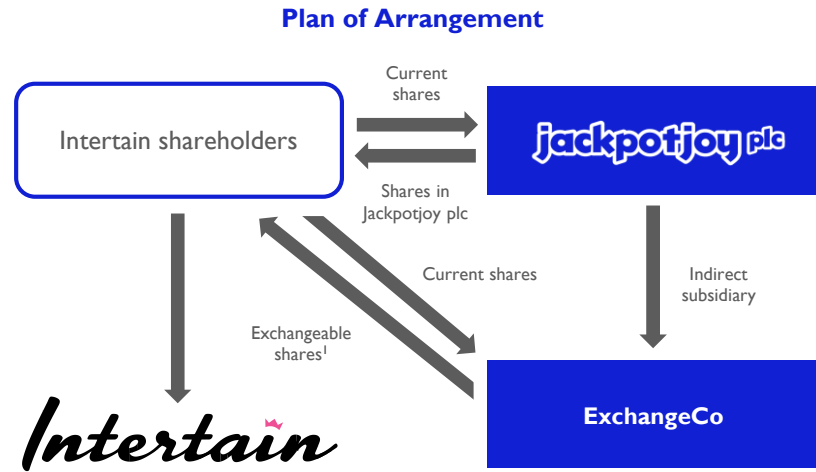 Plan of Arrangement
Current
shares
Intertain shareholders
jackpotjoy plc
Shares in
Jackpotjoy plc
Current shares
Indirect
subsidiary
Exchangeable
shares¹
ExchangeCo
Intertain